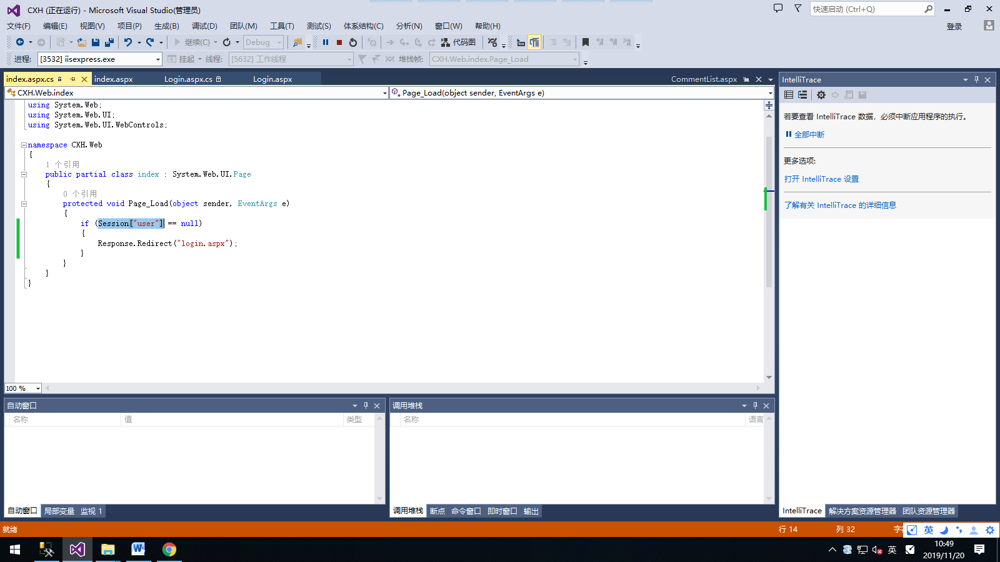 CXH (正在运行) - Microsoft Visual Studio(管理员)
快速启动 (Ctrl+Q)
文件(F) 编辑(E) 视图(V) 项目(P) 生成(B) 调试(D) 团队(M) 工具(T) 测试(S) 体系结构(C) 分析(N) 窗口(W) 帮助(H)
登录
继续(C) Debug 代码图
进程: [3532] iisexpress.exe 挂起 线程: [5632] 工作线程 堆栈帧: CXH.Web.index.Page_Load
index.aspx.cs index.aspx Login.aspx.cs Login.aspx CommentList.aspx
CXH.Web.index Page_Load(object sender, EventArgs e)
using System.Web;
using System.Web.UI;
using System.Web.UI.WebControls;
namespace CXH.Web
{
1 个引用
public partial class index : System.Web.UI.Page
{
0 个引用
protected void Page_Load(object sender, EventArgs e)
{
if (Session["user"] == null)
{
Response.Redirect("login.aspx");
}
}
}
}
100 %
IntelliTrace
若要查看 IntelliTrace 数据，必须中断应用程序的执行。
全部中断
更多选项:
打开 IntelliTrace 设置
了解有关 IntelliTrace 的详细信息
自动窗口
名称 值 类型
自动窗口 局部变量 监视 1
调用堆栈
名称 语言
调用堆栈 断点 命令窗口 即时窗口 输出
IntelliTrace 解决方案资源管理器 团队资源管理器
就绪 行 14 列 32
英
英
10:49
2019/11/20